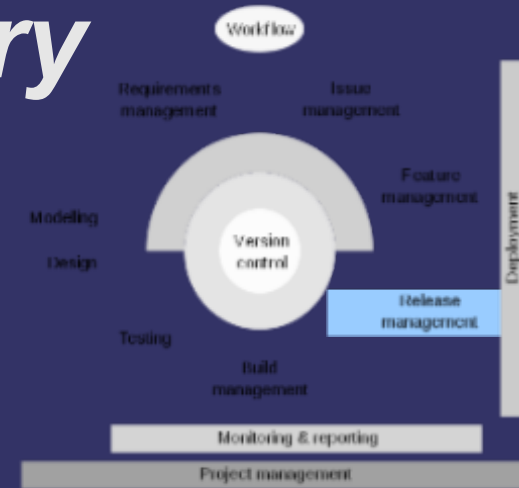 ry
Workflow
Requirements
management
Issue
management
Feature
management
Modeling
Design
Version
control
Deployment
Release
management
Testing
Build
management
Monitoring & reporting
Project management